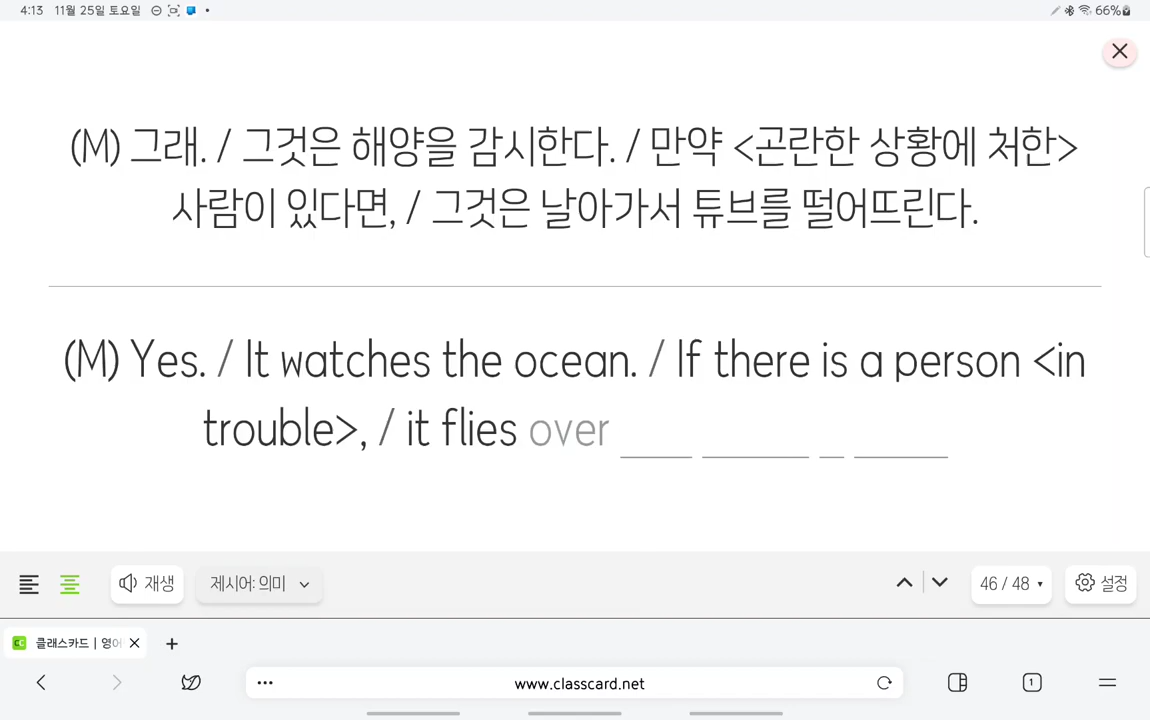 4:13 11월 25일 토요일
66%
(M) 그래. / 그것은 해양을 감시한다. / 만약 <곤란한 상황에 처한>
사람이 있다면, / 그것은 날아가서 튜브를 떨어뜨린다.
(M) Yes. / It watches the ocean. / If there is a person <in
trouble>, / it flies over ____ ____ __ ____
재생 제시어: 의미 46 / 48 설정
클래스카드 | 영어
www.classcard.net
1